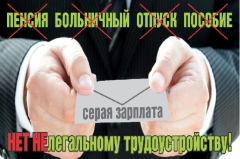 ПЕНСИЯ БОЛЬНИЧНЫЙ ОТПУСК ПОСОБИЕ
серая зарплата
НЕТ НЕлегальному трудоустройству!